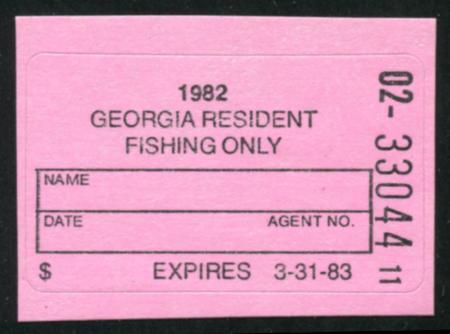 1982
GEORGIA RESIDENT
FISHING ONLY
NAME
DATE AGENT NO.
$ EXPIRES 3-31-83
02-33044 11